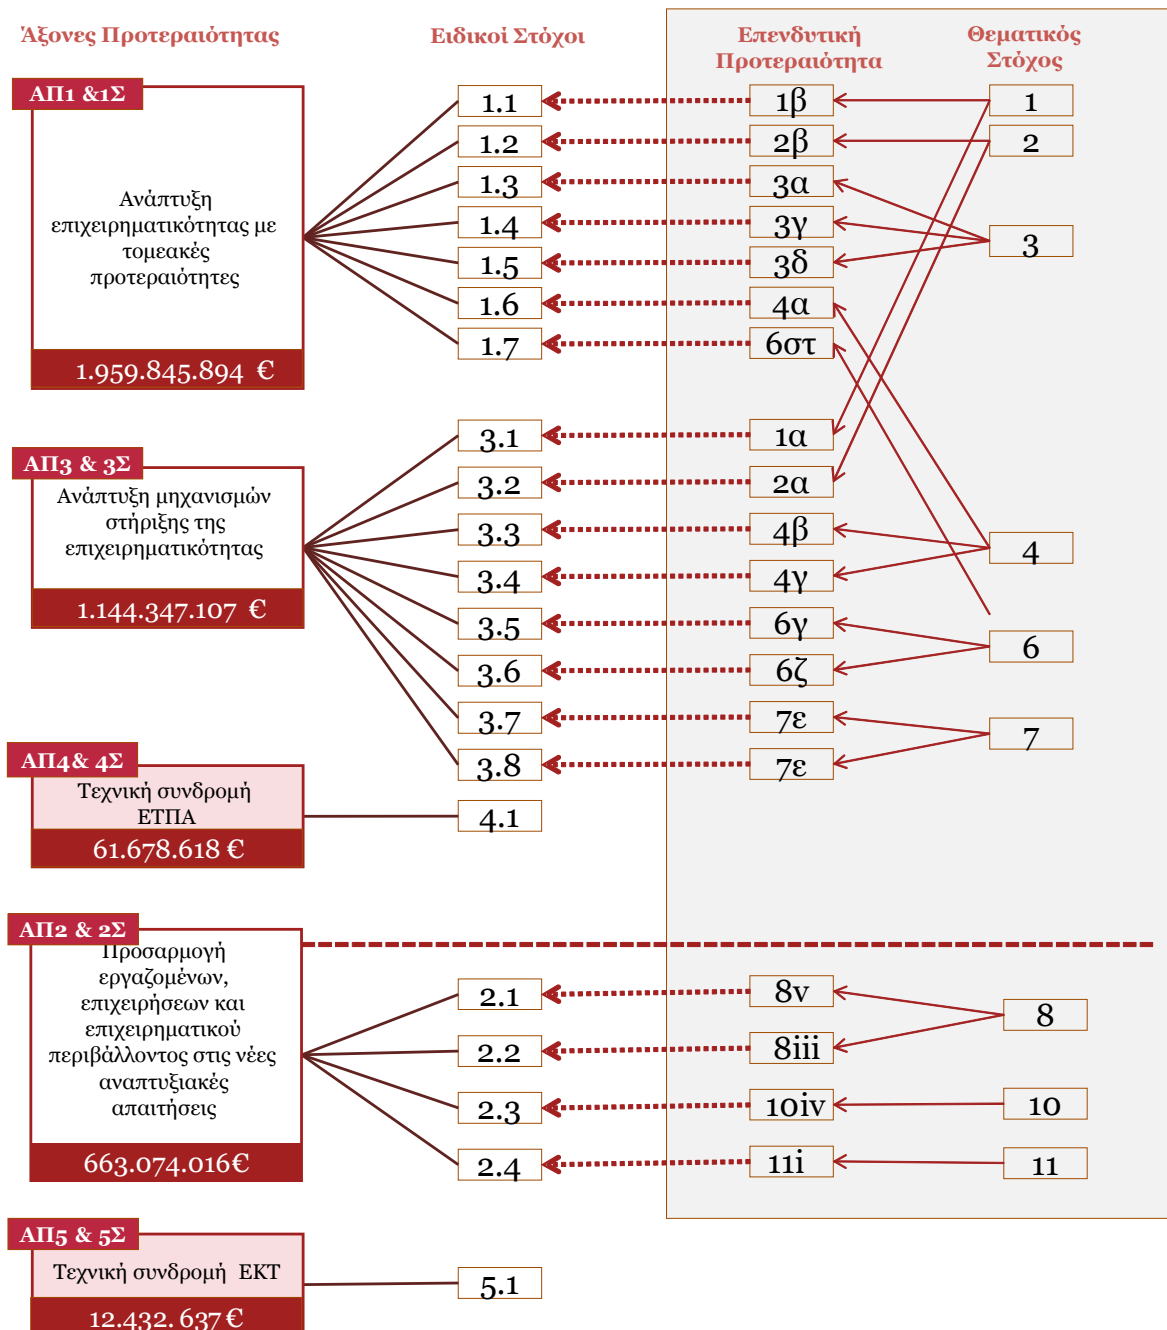 Άξονες Προτεραιότητας
Ειδικοί Στόχοι
Επενδυτική
Προτεραιότητα
Θεματικός
Στόχος
ΑΠ1 &1Σ
Ανάπτυξη
επιχειρηματικότητας με
τομεακές
προτεραιότητες
1.959.845.894 €
1.1
1.2
1.3
1.4
1.5
1.6
1.7
1β
2β
3α
3γ
3δ
4α
6στ
1
2
3
ΑΠ3 & 3Σ
Ανάπτυξη μηχανισμών
στήριξης της
επιχειρηματικότητας
1.144.347.107 €
3.1
3.2
3.3
3.4
3.5
3.6
3.7
3.8
1α
2α
4β
4γ
6γ
6ζ
7ε
7ε
4
6
7
ΑΠ4& 4Σ
Τεχνική συνδρομή
ΕΤΠΑ
61.678.618 €
4.1
ΑΠ2 & 2Σ
Προσαρμογή
εργαζομένων,
επιχειρήσεων και
επιχειρηματικού
περιβάλλοντος στις νέες
αναπτυξιακές
απαιτήσεις
663.074.016€
2.1
2.2
2.3
2.4
8v
8iii
10iv
11i
8
10
11
ΑΠ5 & 5Σ
Τεχνική συνδρομή ΕΚΤ
12.432. 637 €
5.1